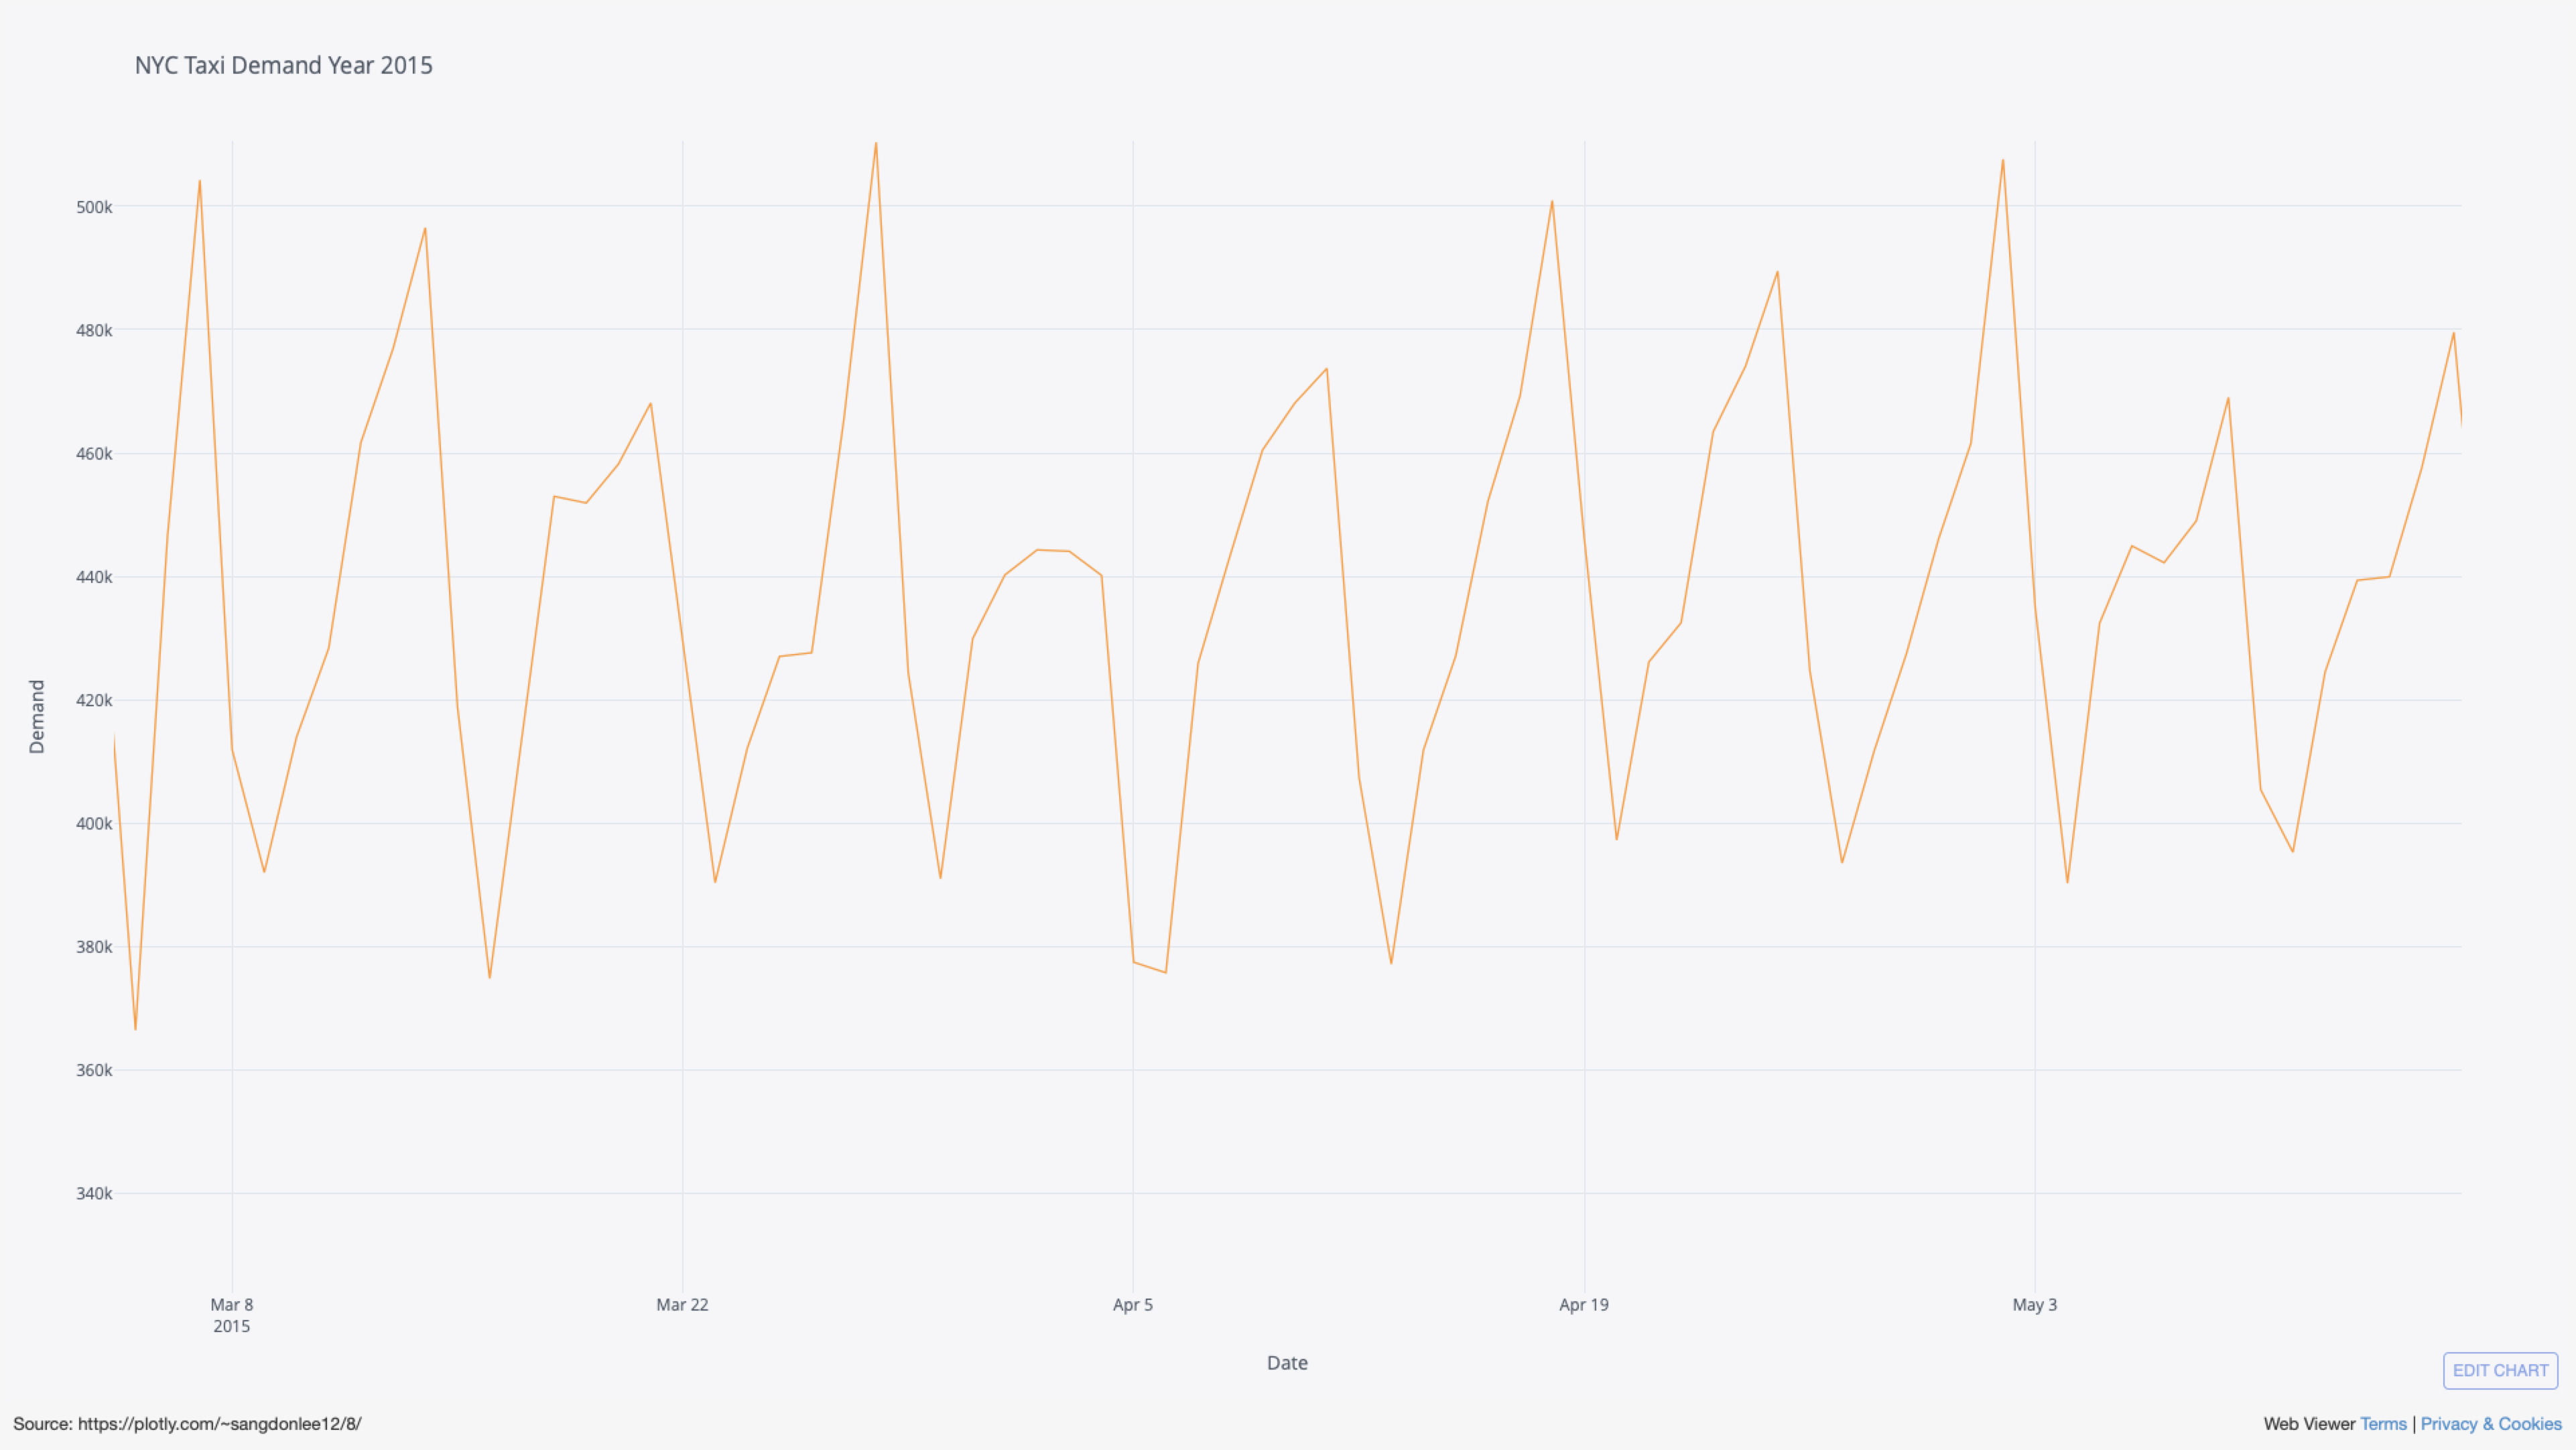 NYC Taxi Demand Year 2015
500k
480k
460k
440k
420k
400k
380k
360k
340k
Demand
Mar 8
2015
Mar 22
Apr 5
Apr 19
May 3
Date
EDIT CHART
Source: https://plotly.com/~sangdonlee12/8/
Web Viewer Terms | Privacy & Cookies